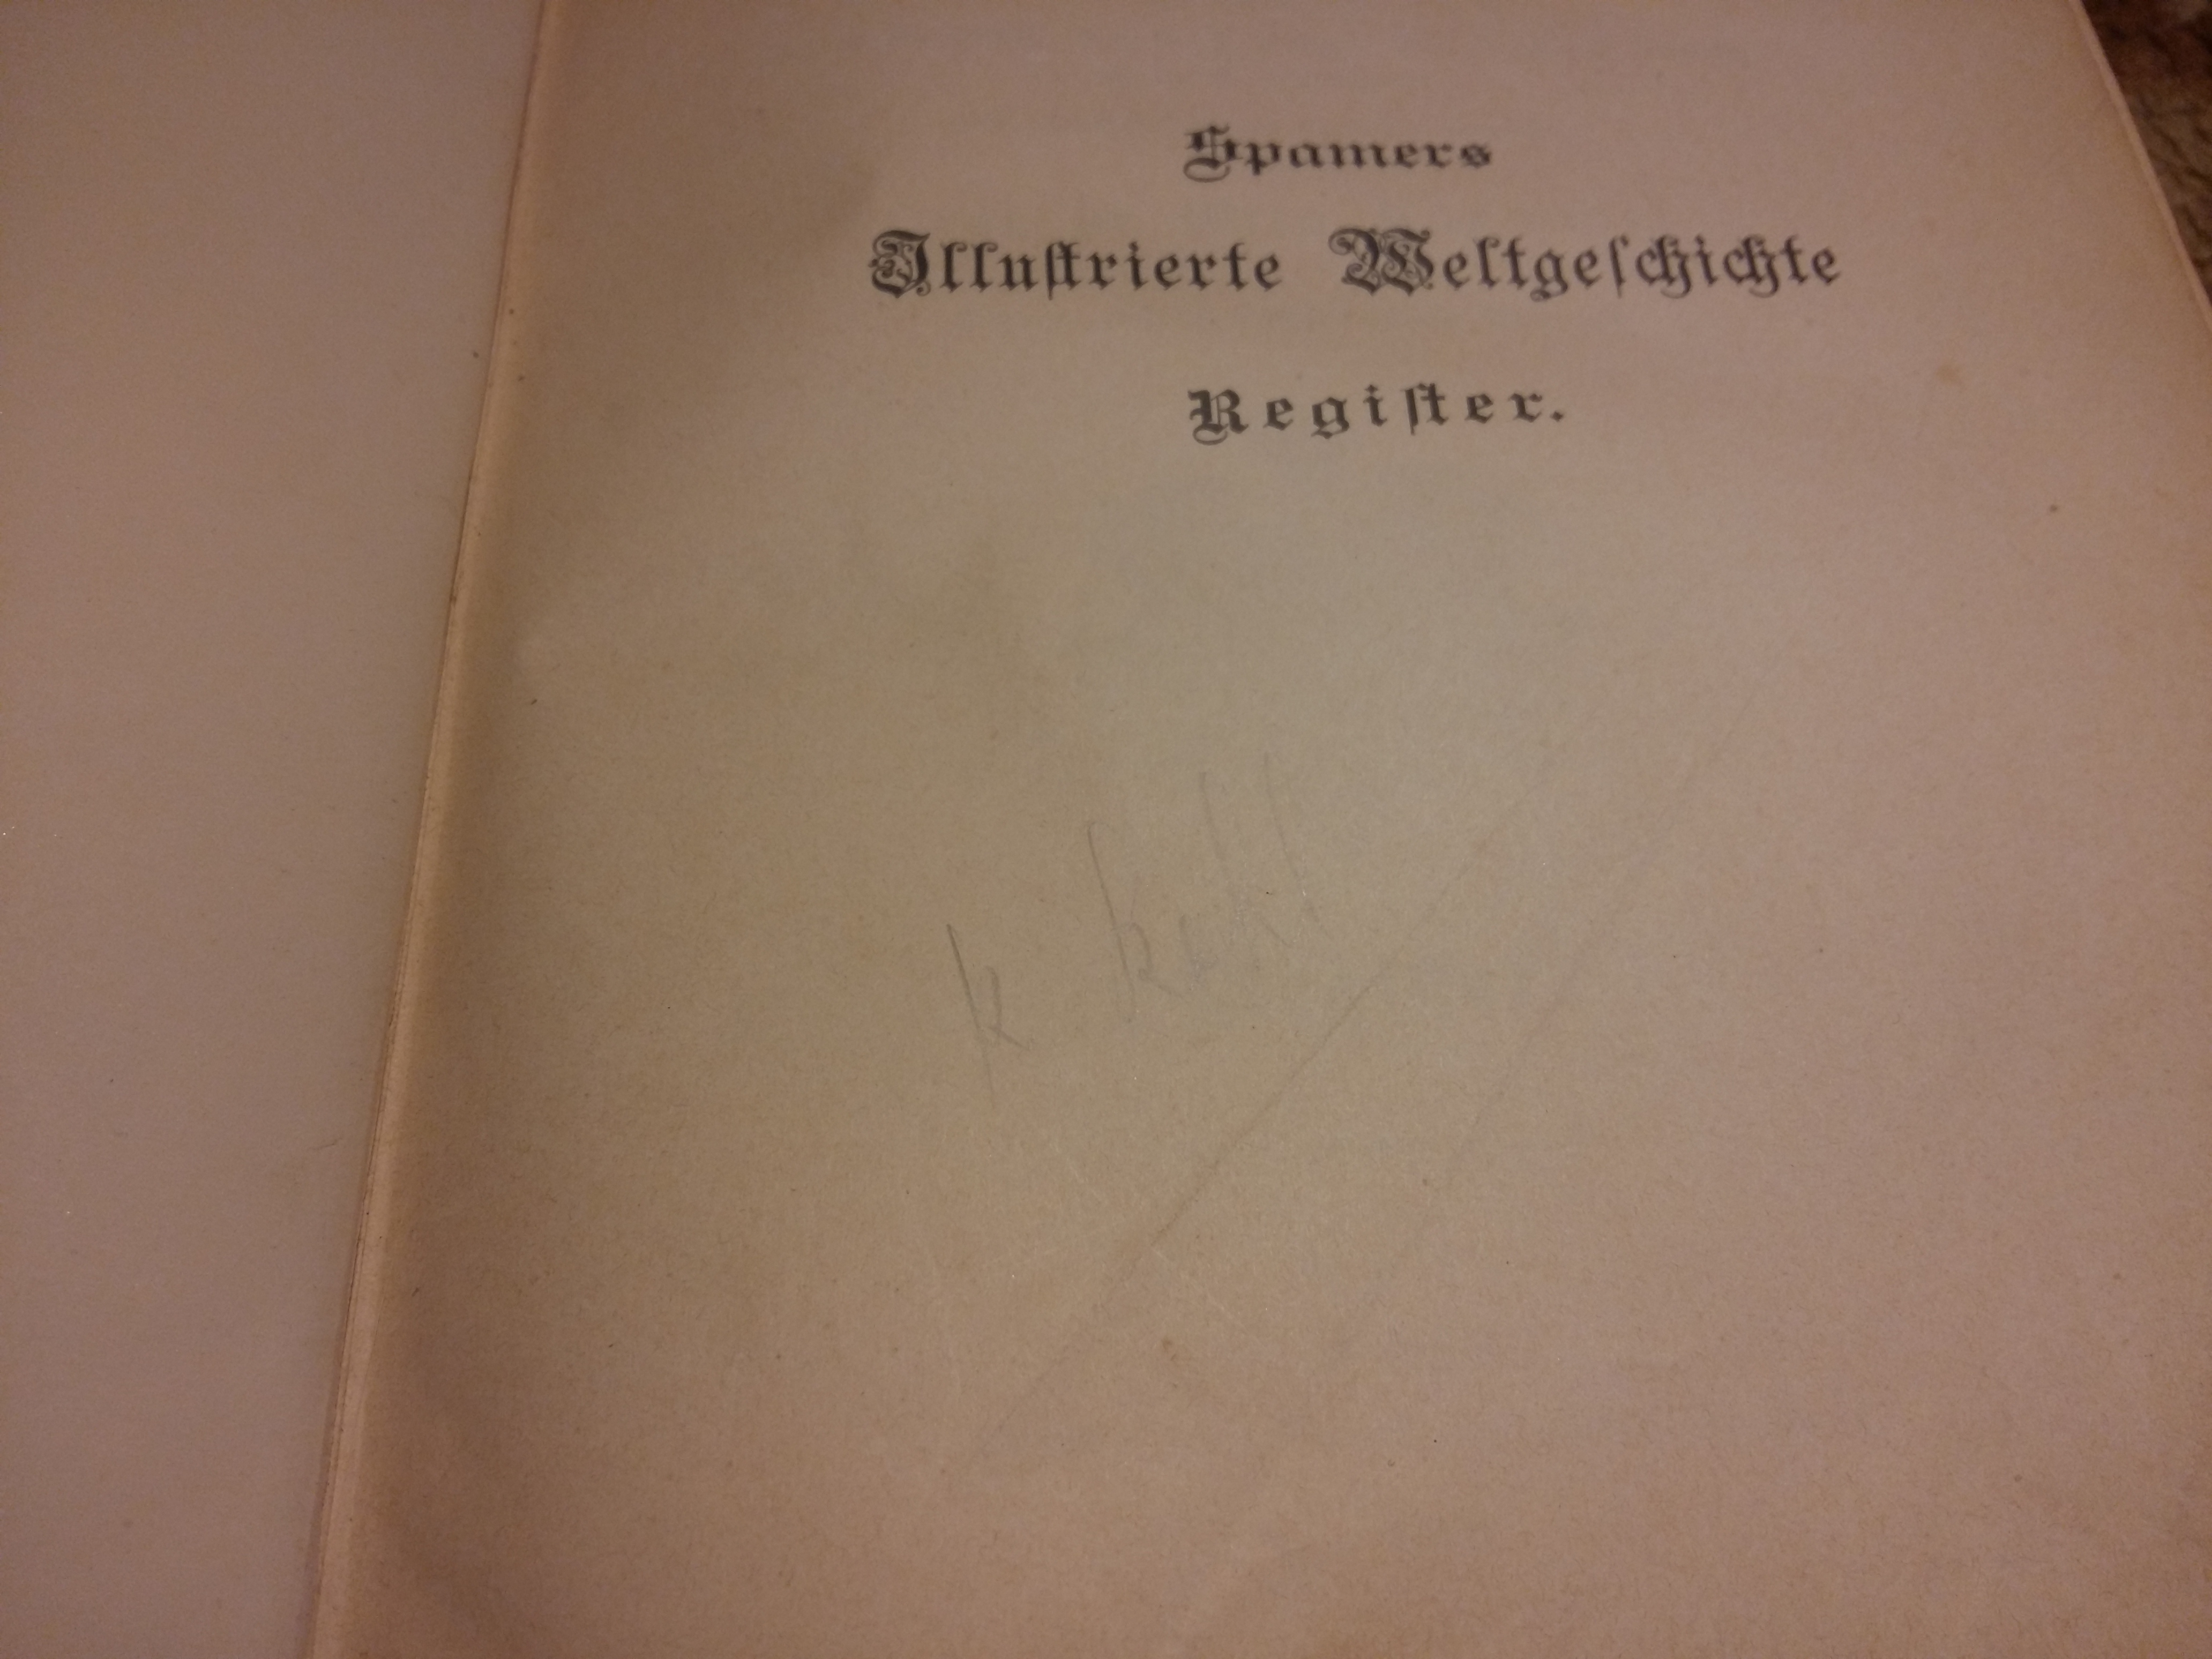 Spamers
Illuſtrierte Weltgeſchichte
Regiſter.